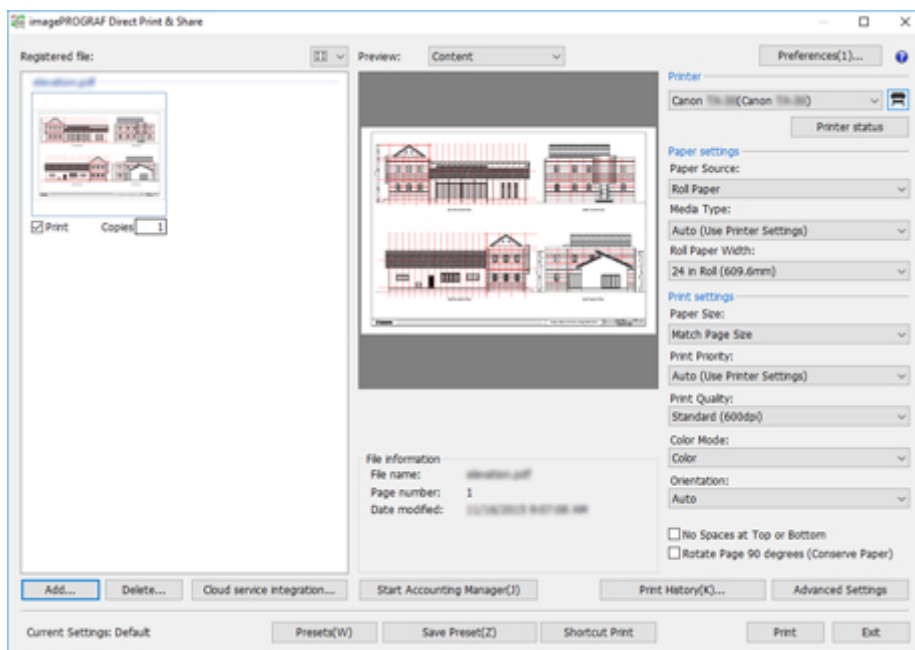 imagePROGRAF Direct Print & Share
Registered file:
Preview:
Content
Preferences(1)...
Printer
Canon (Canon )
Printer status
Paper settings
Paper Source:
Roll Paper
Media Type:
Auto (Use Printer Settings)
Roll Paper Width:
24 in Roll (609.6mm)
Print settings
Paper Size:
Match Page Size
Print Priority:
Auto (Use Printer Settings)
Print Quality:
Standard (600dpi)
Color Mode:
Color
Orientation:
Auto
No Spaces at Top or Bottom
Rotate Page 90 degrees (Conserve Paper)
Print
Copies 1
File information
File name:
Page number: 1
Date modified:
Add...
Delete...
Cloud service integration...
Start Accounting Manager(J)
Print History(K)...
Advanced Settings
Current Settings: Default
Presets(W)
Save Preset(Z)
Shortcut Print
Print
Exit